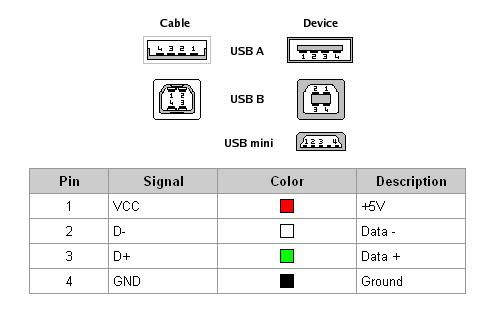 Cable Device
4 3 2 1 USB A 1 2 3 4
1 2 USB B 2 1
4 3 3 4
USB mini 1 2 3 4
Pin Signal Color Description
1 VCC +5V
2 D- Data -
3 D+ Data +
4 GND Ground